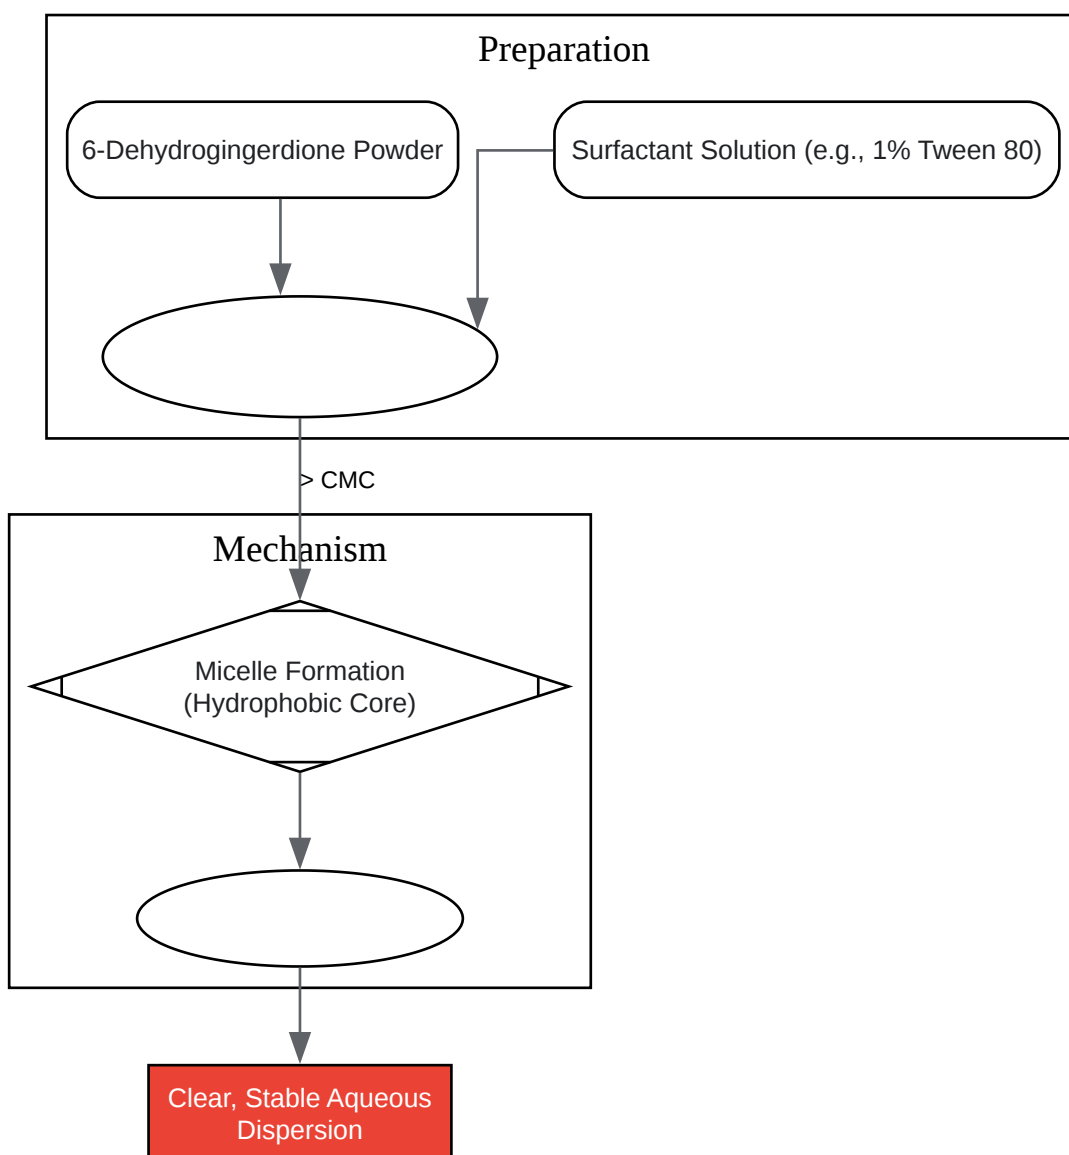 Preparation
6-Dehydrogingerdione Powder
Surfactant Solution (e.g., 1% Tween 80)
> CMC
Mechanism
Micelle Formation
(Hydrophobic Core)
Clear, Stable Aqueous
Dispersion